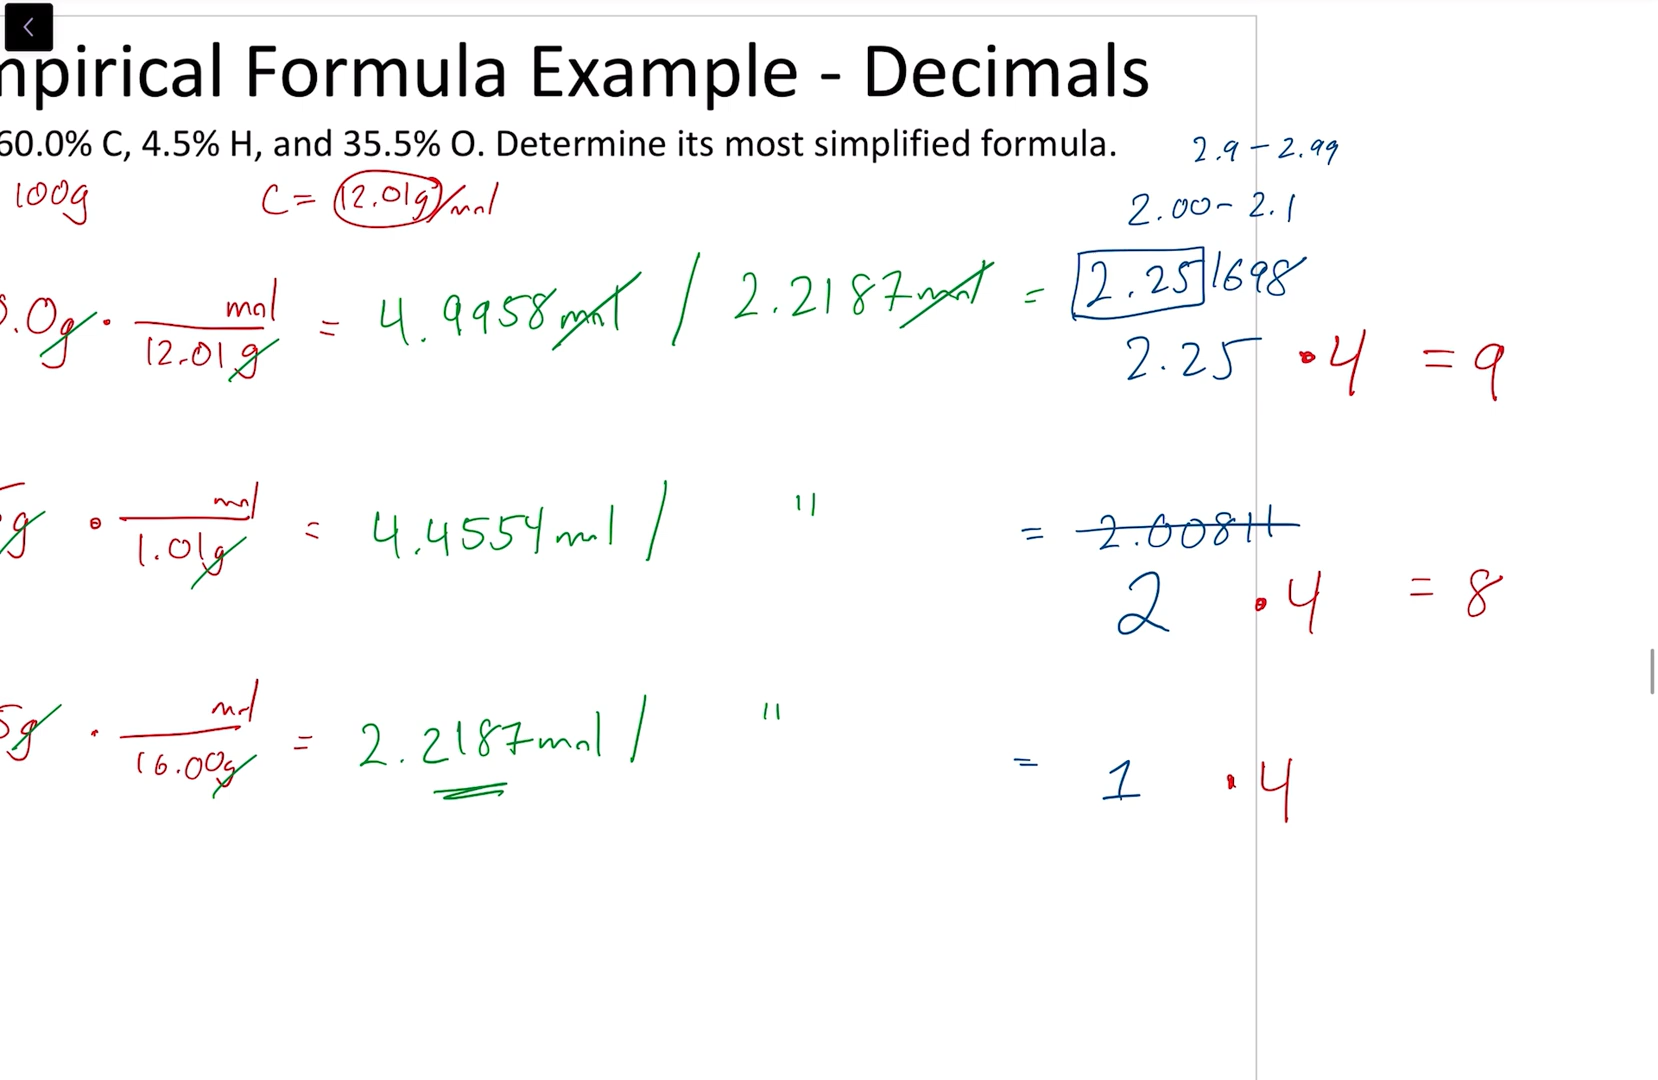 mpirical Formula Example - Decimals
60.0% C, 4.5% H, and 35.5% O. Determine its most simplified formula.
2.9 - 2.99
100g C = 12.01g/mol
2.00 - 2.1
.0g · mol / 12.01g = 4.9958 mol / 2.2187 mol = 2.251698
2.25 · 4 = 9
g · mol / 1.01g = 4.4554 mol / " = 2.00811
2 · 4 = 8
5g · mol / 16.00g = 2.2187 mol / " = 1 · 4